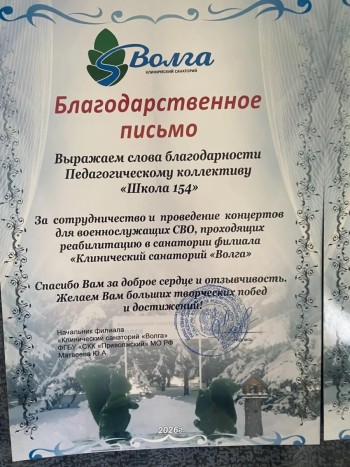 Волга
КЛИНИЧЕСКИЙ САНАТОРИЙ
Благодарственное
письмо
Выражаем слова благодарности
Педагогическому коллективу
«Школа 154»
За сотрудничество и проведение концертов
для военнослужащих СВО, проходящих
реабилитацию в санатории филиала
«Клинический санаторий «Волга»
Спасибо Вам за доброе сердце и отзывчивость.
Желаем Вам больших творческих побед
и достижений!
Начальник филиала
«Клинический санаторий «Волга»
ФГБУ «СКК «Приволжский» МО РФ
Матвеева Ю.А.
2026г.